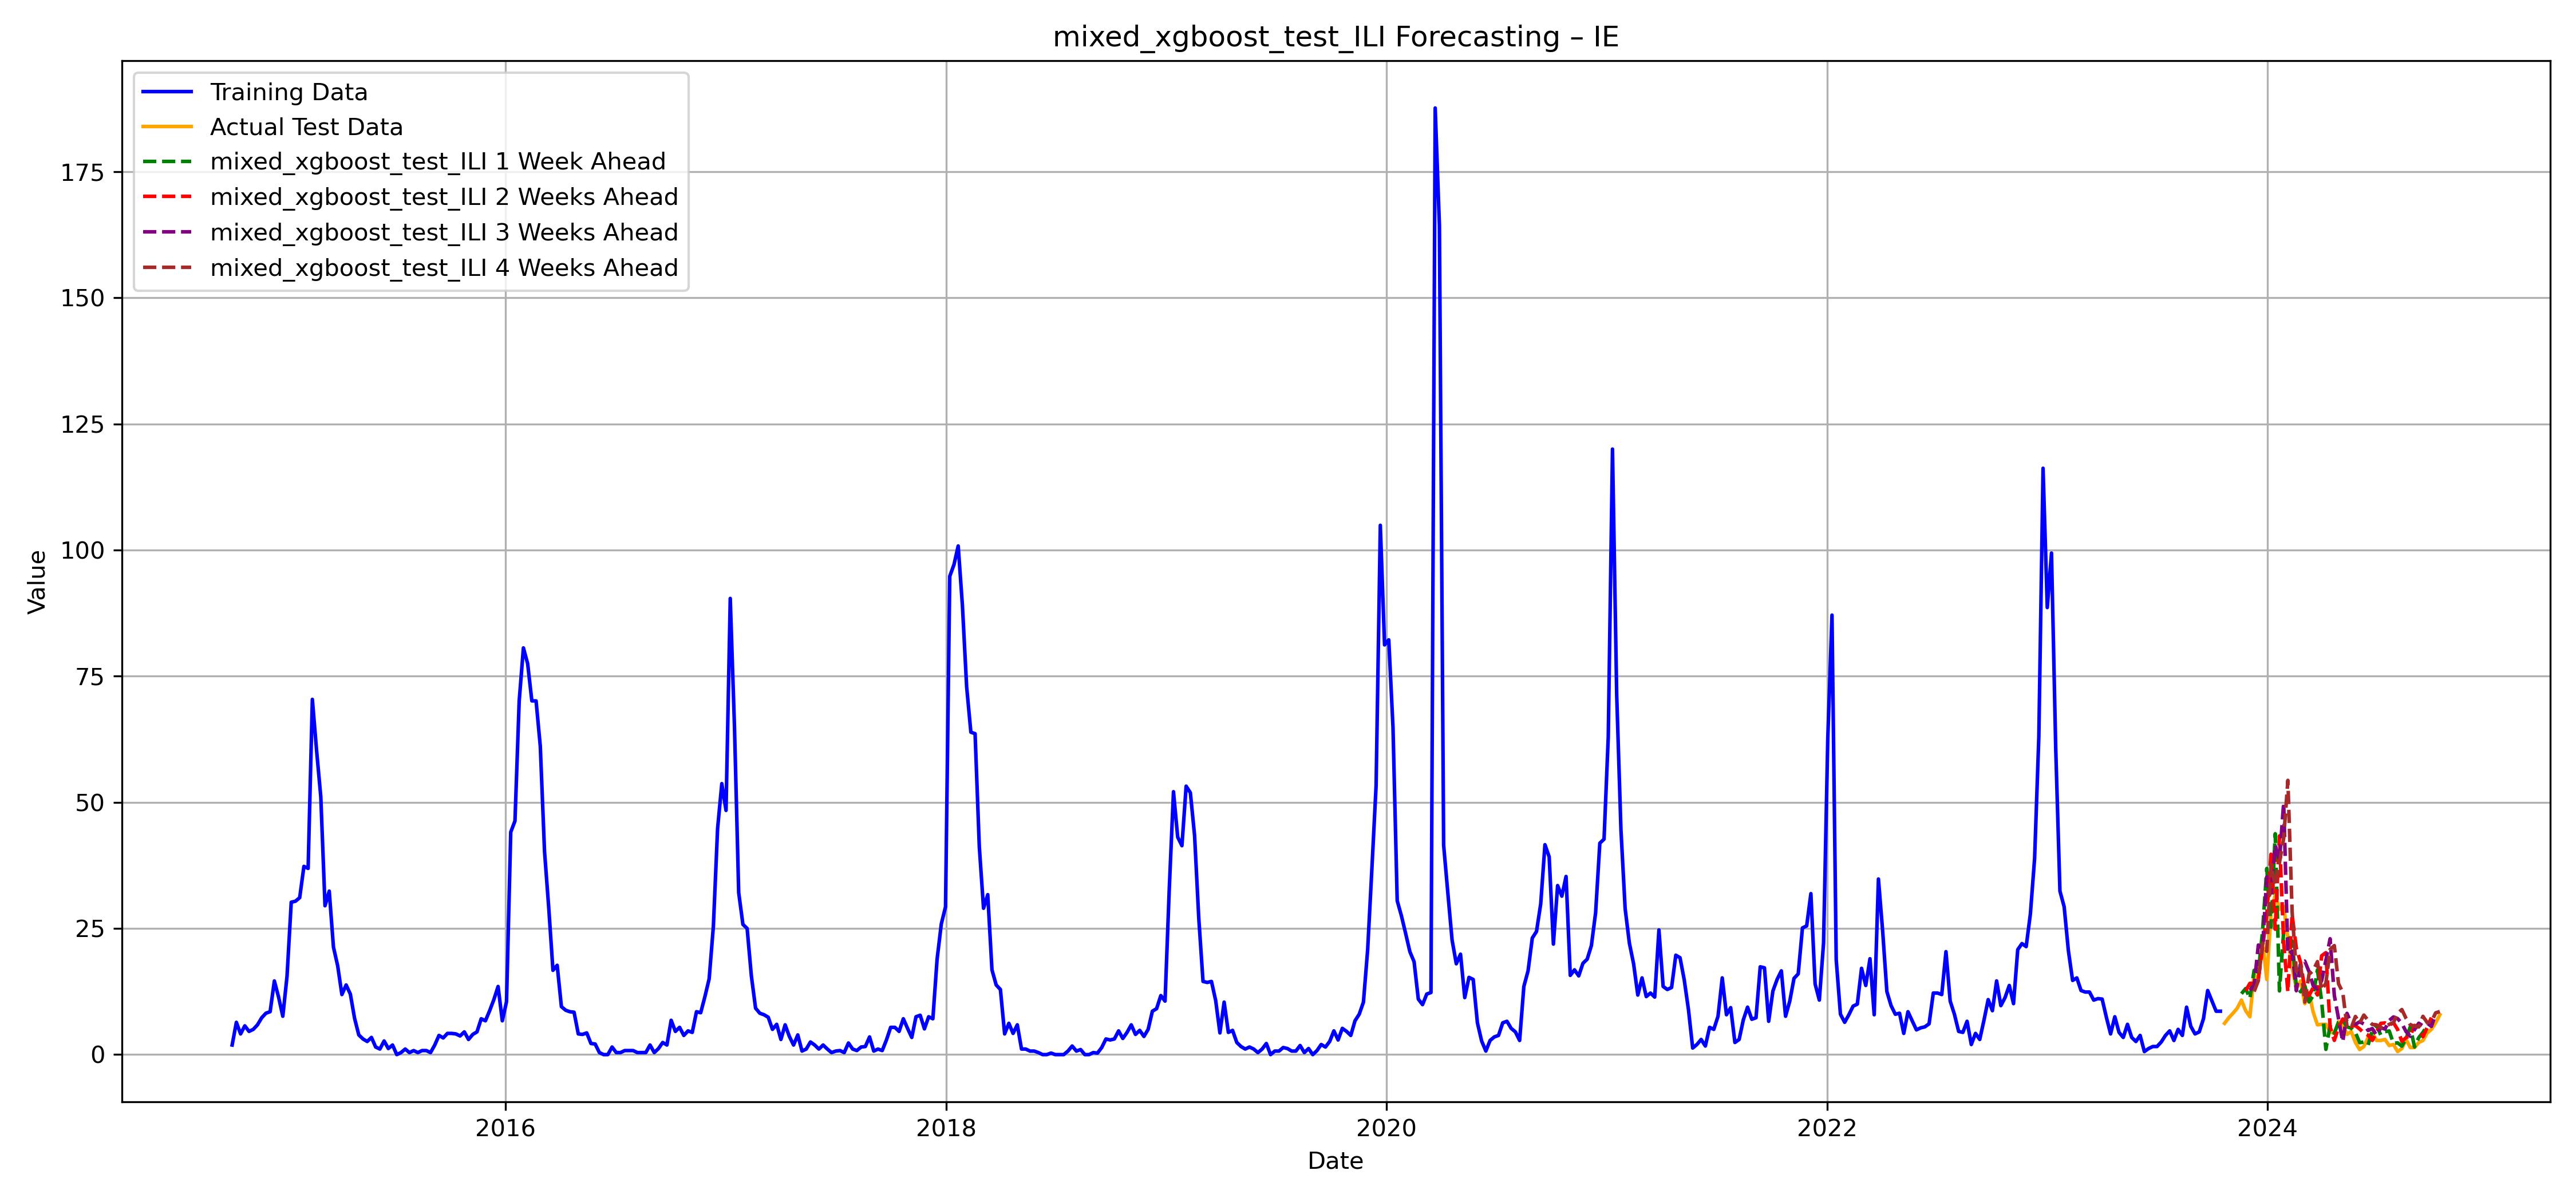 mixed_xgboost_test_ILI Forecasting – IE
Training Data
Actual Test Data
mixed_xgboost_test_ILI 1 Week Ahead
mixed_xgboost_test_ILI 2 Weeks Ahead
mixed_xgboost_test_ILI 3 Weeks Ahead
mixed_xgboost_test_ILI 4 Weeks Ahead
175
150
125
100
75
50
25
0
Value
2016
2018
2020
2022
2024
Date